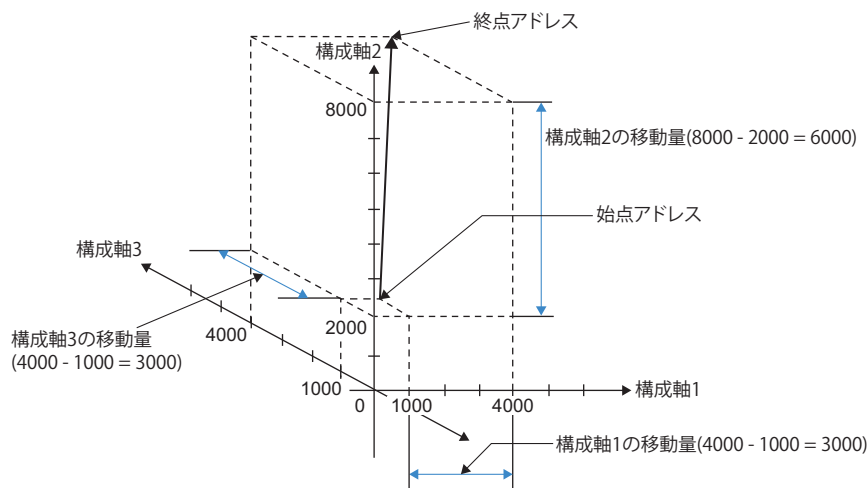 終点アドレス
構成軸2
8000
構成軸2の移動量(8000 - 2000 = 6000)
始点アドレス
構成軸3
4000
2000
構成軸3の移動量
(4000 - 1000 = 3000)
1000
0
1000
4000
構成軸1
構成軸1の移動量(4000 - 1000 = 3000)